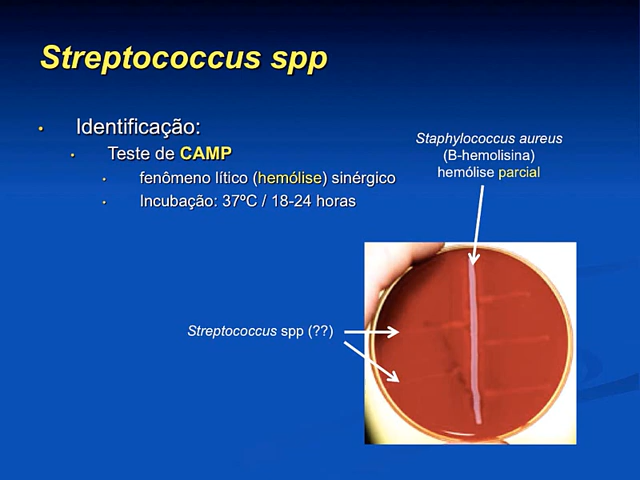 Streptococcus spp
Identificação:
Teste de CAMP
fenômeno lítico (hemólise) sinérgico
Incubação: 37ºC / 18-24 horas
Staphylococcus aureus
(B-hemolisina)
hemólise parcial
Streptococcus spp (??)